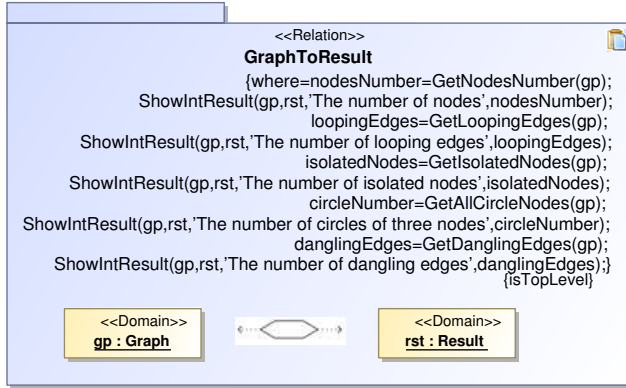 <<Relation>>
GraphToResult
{where=nodesNumber=GetNodesNumber(gp);
ShowIntResult(gp,rst,'The number of nodes',nodesNumber);
loopingEdges=GetLoopingEdges(gp);
ShowIntResult(gp,rst,'The number of looping edges',loopingEdges);
isolatedNodes=GetIsolatedNodes(gp);
ShowIntResult(gp,rst,'The number of isolated nodes',isolatedNodes);
circleNumber=GetAllCircleNodes(gp);
ShowIntResult(gp,rst,'The number of circles of three nodes',circleNumber);
danglingEdges=GetDanglingEdges(gp);
ShowIntResult(gp,rst,'The number of dangling edges',danglingEdges);}
{isTopLevel}
<<Domain>>
gp : Graph
<<Domain>>
rst : Result